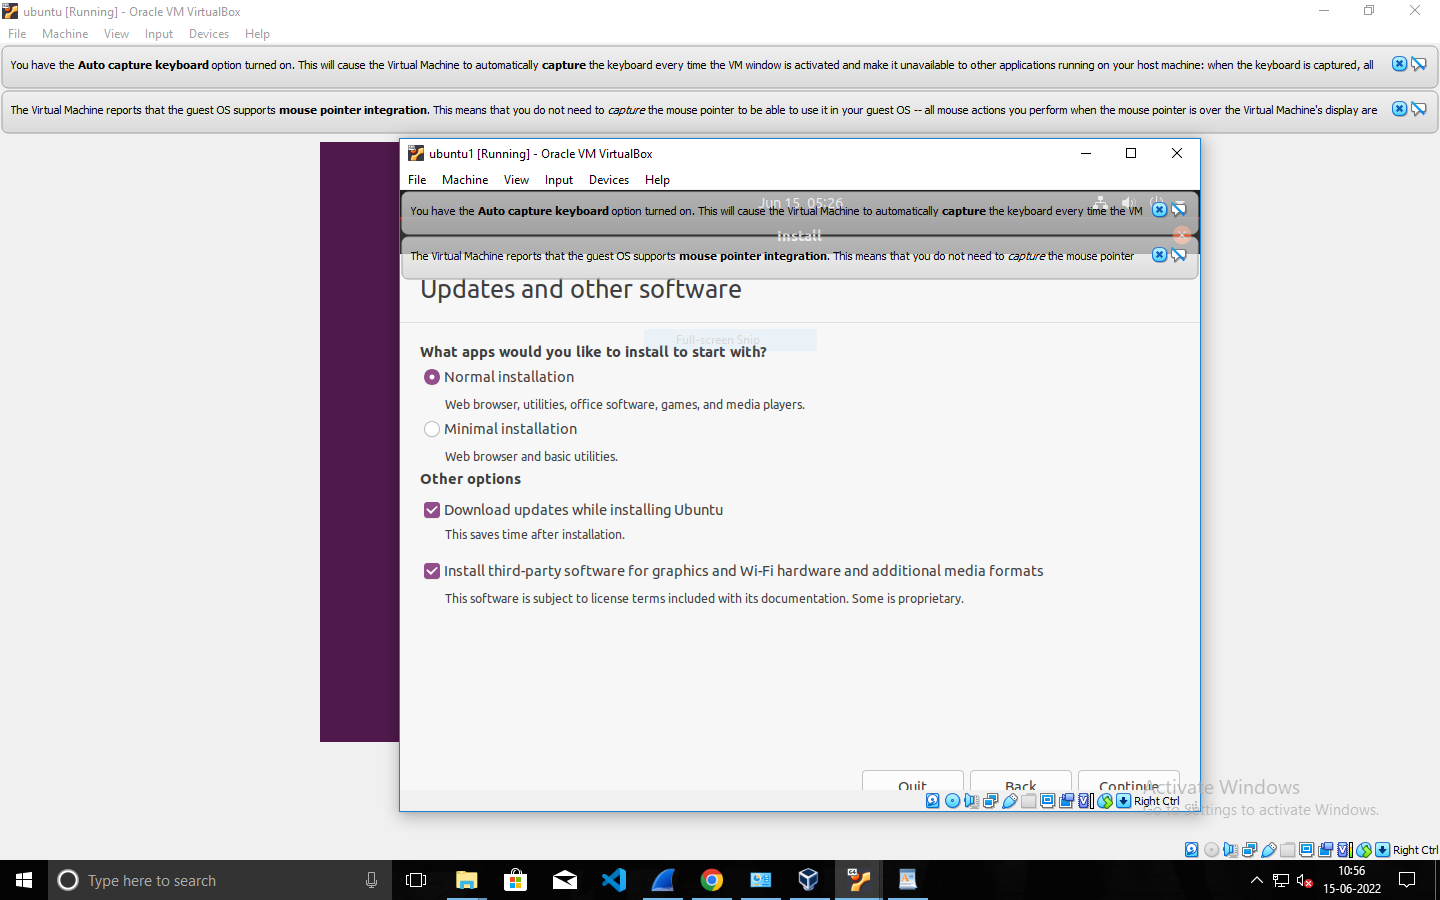 ubuntu [Running] - Oracle VM VirtualBox
File Machine View Input Devices Help
You have the Auto capture keyboard option turned on. This will cause the Virtual Machine to automatically capture the keyboard every time the VM window is activated and make it unavailable to other applications running on your host machine: when the keyboard is captured, all
The Virtual Machine reports that the guest OS supports mouse pointer integration. This means that you do not need to capture the mouse pointer to be able to use it in your guest OS -- all mouse actions you perform when the mouse pointer is over the Virtual Machine's display are
ubuntu1 [Running] - Oracle VM VirtualBox
File Machine View Input Devices Help
Jun 15 05:26
You have the Auto capture keyboard option turned on. This will cause the Virtual Machine to automatically capture the keyboard every time the VM
Install
The Virtual Machine reports that the guest OS supports mouse pointer integration. This means that you do not need to capture the mouse pointer
Updates and other software
Full-screen Snip
What apps would you like to install to start with?
Normal installation
Web browser, utilities, office software, games, and media players.
Minimal installation
Web browser and basic utilities.
Other options
Download updates while installing Ubuntu
This saves time after installation.
Install third-party software for graphics and Wi-Fi hardware and additional media formats
This software is subject to license terms included with its documentation. Some is proprietary.
Quit Back Continue
Activate Windows
Right Ctrl
Go to Settings to activate Windows.
Right Ctrl
Type here to search
10:56
15-06-2022